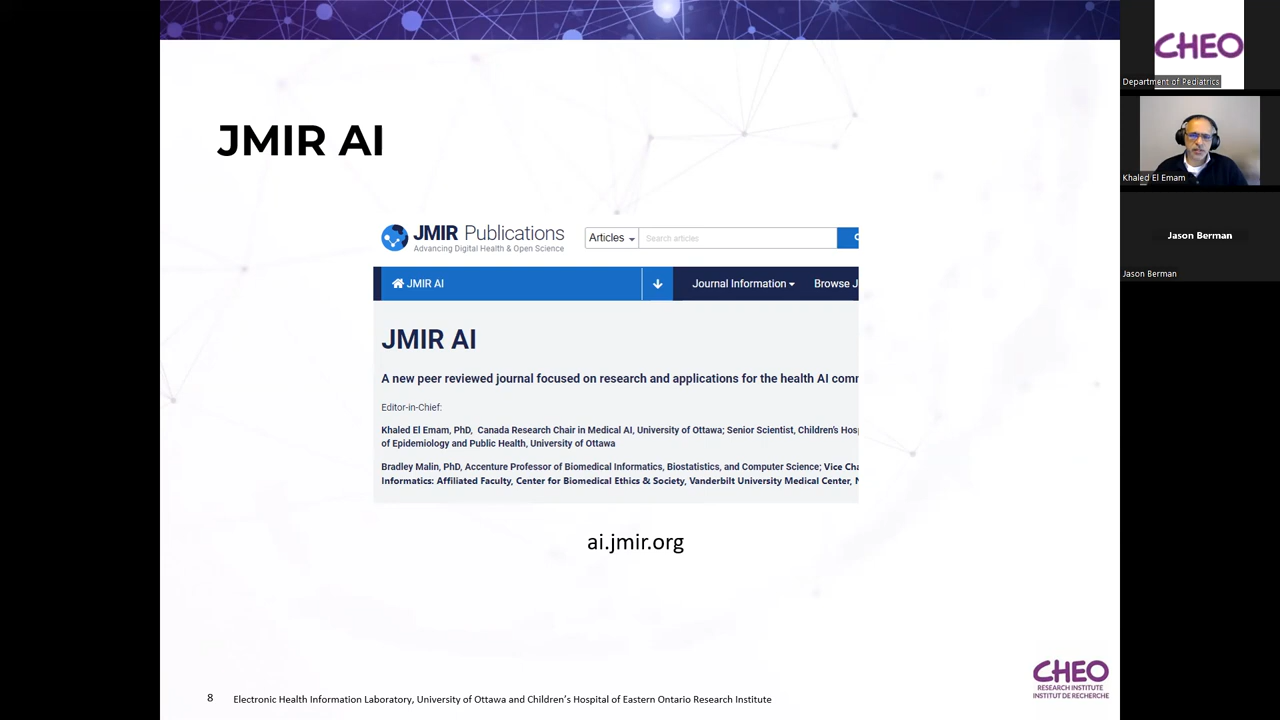 JMIR AI
JMIR Publications
Advancing Digital Health & Open Science
Articles
Search articles
JMIR AI
Journal Information
Browse J
JMIR AI
A new peer reviewed journal focused on research and applications for the health AI comm
Editor-in-Chief:
Khaled El Emam, PhD, Canada Research Chair in Medical AI, University of Ottawa; Senior Scientist, Children's Hosp
of Epidemiology and Public Health, University of Ottawa
Bradley Malin, PhD, Accenture Professor of Biomedical Informatics, Biostatistics, and Computer Science; Vice Cha
Informatics: Affiliated Faculty, Center for Biomedical Ethics & Society, Vanderbilt University Medical Center, N
ai.jmir.org
8 Electronic Health Information Laboratory, University of Ottawa and Children's Hospital of Eastern Ontario Research Institute
CHEO
RESEARCH INSTITUTE
INSTITUT DE RECHERCHE
CHEO
Department of Pediatrics
Khaled El Emam
Jason Berman
Jason Berman